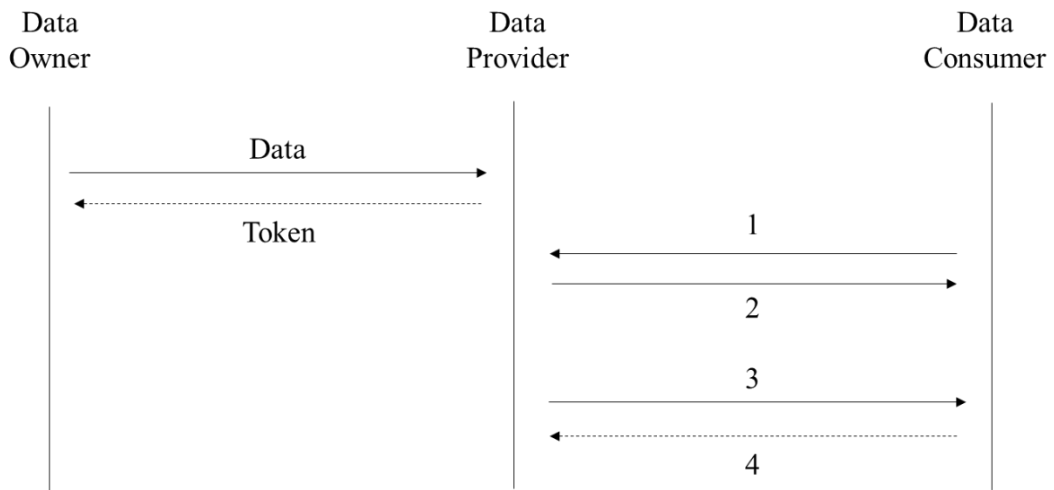 Data
Owner
Data
Provider
Data
Consumer
Data
Token
1
2
3
4